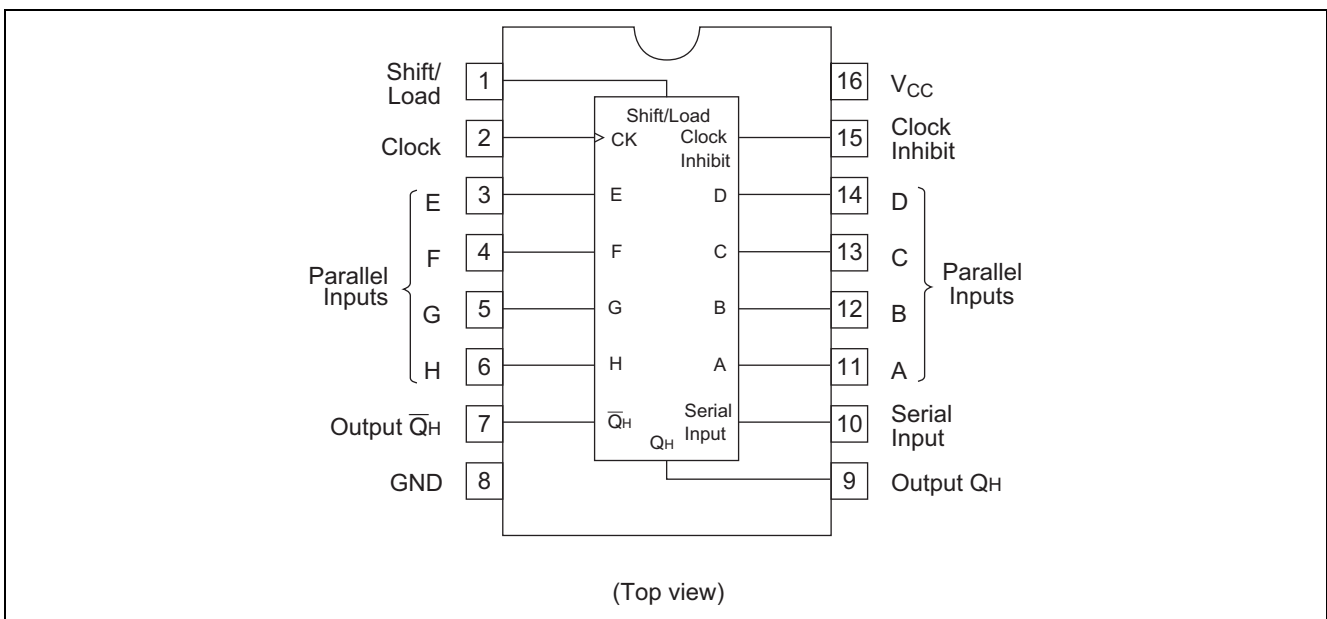 Shift/
Load
1
16
VCC
Shift/Load
Clock
2
CK
Clock
Inhibit
15
Clock
Inhibit
E
3
E
D
14
D
F
4
F
C
13
C
Parallel
Inputs
Parallel
Inputs
G
5
G
B
12
B
H
6
H
A
11
A
Output Q̅H
7
Q̅H
Serial
Input
10
Serial
Input
QH
GND
8
9
Output QH
(Top view)